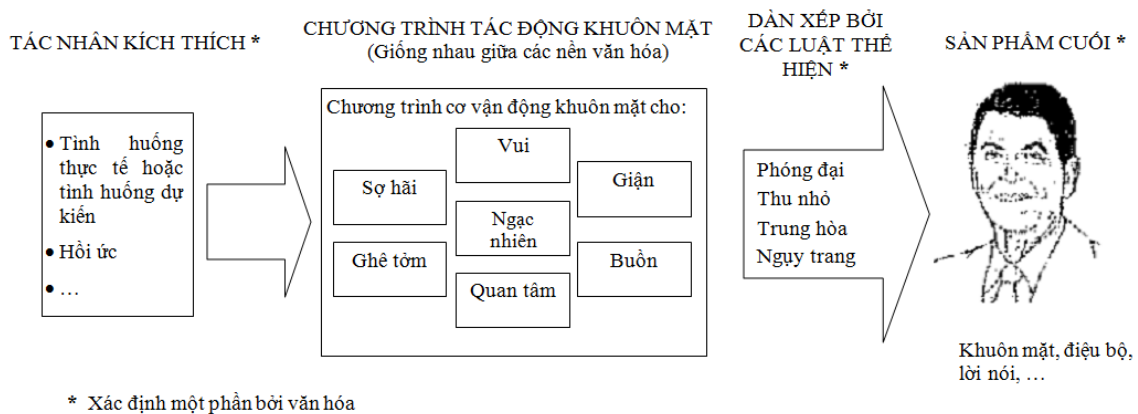 TÁC NHÂN KÍCH THÍCH *
CHƯƠNG TRÌNH TÁC ĐỘNG KHUÔN MẶT
(Giống nhau giữa các nền văn hóa)
DÀN XẾP BỞI
CÁC LUẬT THỂ
HIỆN *
SẢN PHẨM CUỐI *
• Tình huống
thực tế hoặc
tình huống dự
kiến
• Hồi ức
• ...
Chương trình cơ vận động khuôn mặt cho:
Vui
Sợ hãi
Giận
Ngạc
nhiên
Ghê tởm
Buồn
Quan tâm
Phóng đại
Thu nhỏ
Trung hòa
Ngụy trang
Khuôn mặt, điệu bộ,
lời nói, ...
* Xác định một phần bởi văn hóa